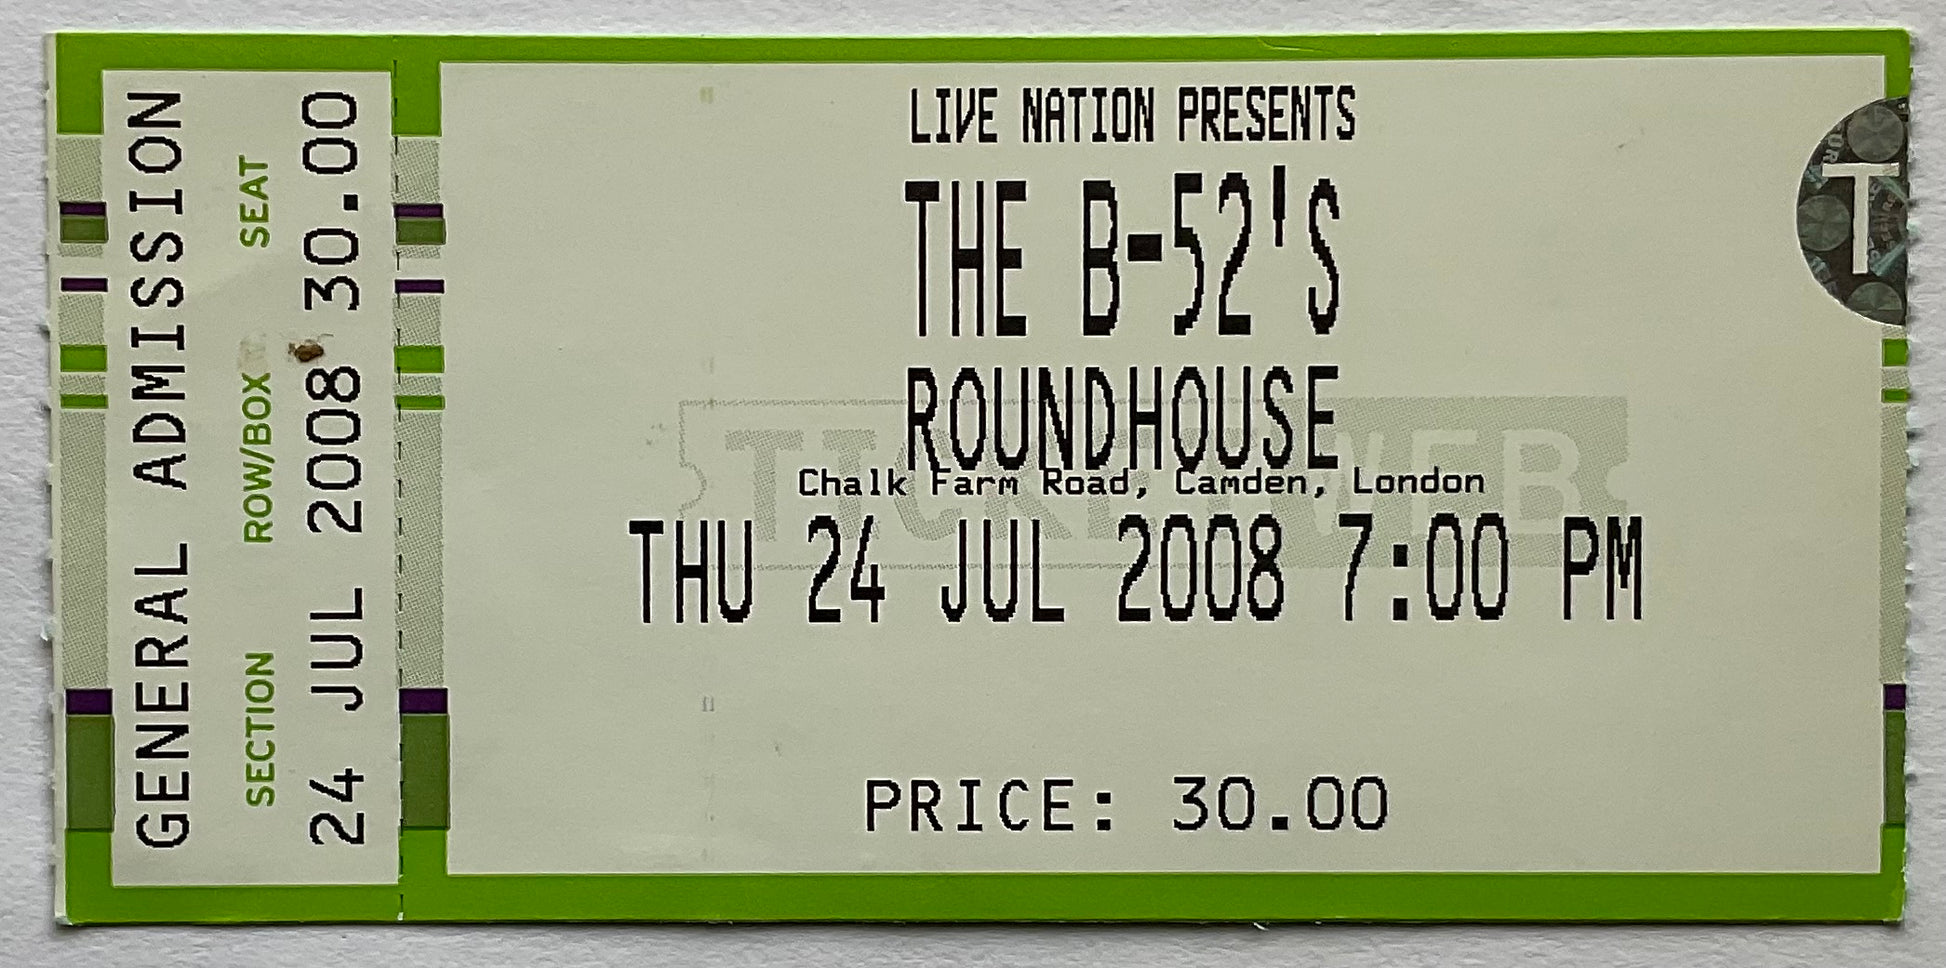 GENERAL ADMISSION
SECTION ROW/BOX SEAT
24 JUL 2008 30.00
LIVE NATION PRESENTS
THE B-52'S
ROUNDHOUSE
TICKETWEB
Chalk Farm Road, Camden, London
THU 24 JUL 2008 7:00 PM
PRICE: 30.00
T